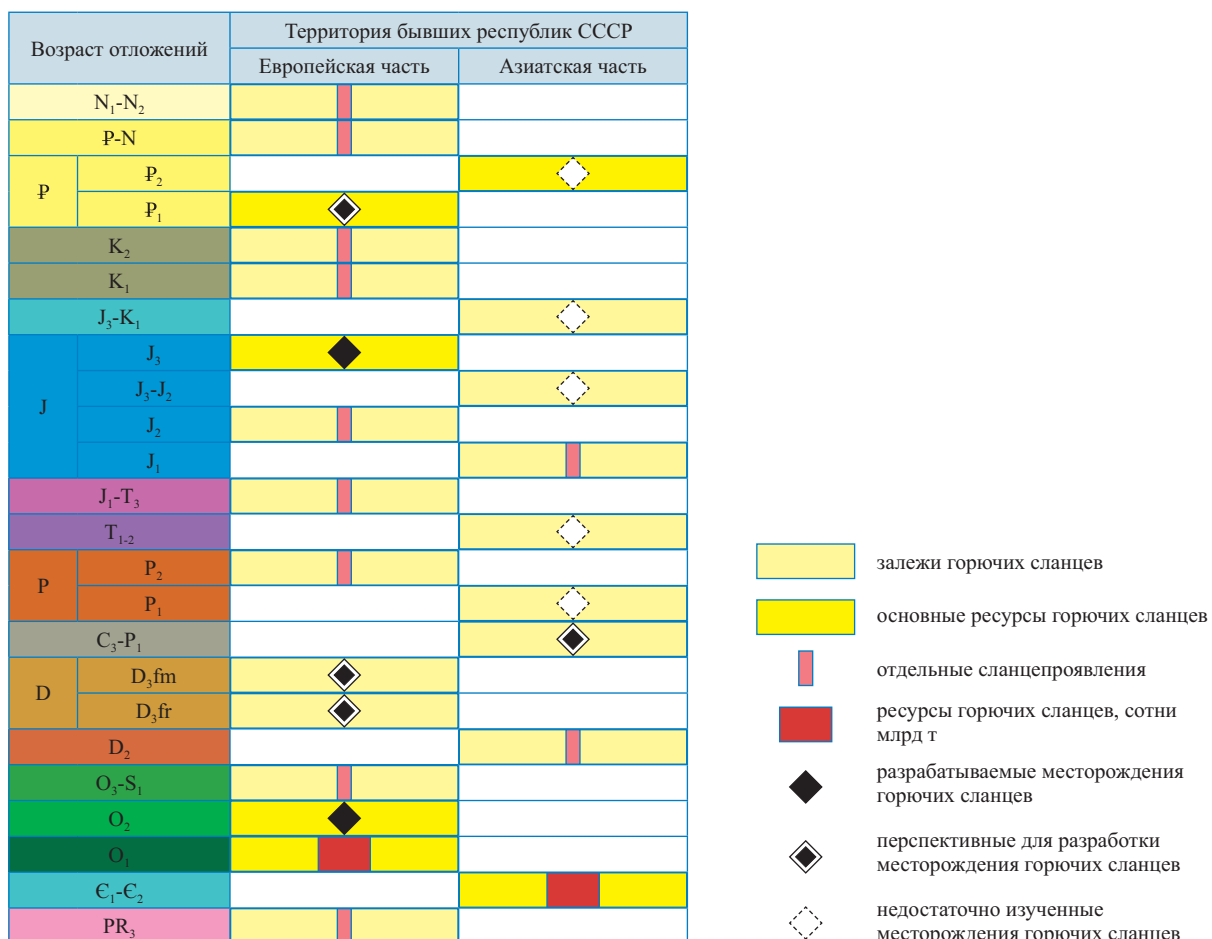 Возраст отложений
Территория бывших республик СССР
Европейская часть
Азиатская часть
N₁-N₂
₽-N
₽
₽₂
₽₁
K₂
K₁
J₃-K₁
J
J₃
J₃-J₂
J₂
J₁
J₁-T₃
T₁₋₂
P
P₂
P₁
C₃-P₁
D
D₃fm
D₃fr
D₂
O₃-S₁
O₂
O₁
Є₁-Є₂
PR₃
залежи горючих сланцев
основные ресурсы горючих сланцев
отдельные сланцепроявления
ресурсы горючих сланцев, сотни
млрд т
разрабатываемые месторождения
горючих сланцев
перспективные для разработки
месторождения горючих сланцев
недостаточно изученные
месторождения горючих сланцев